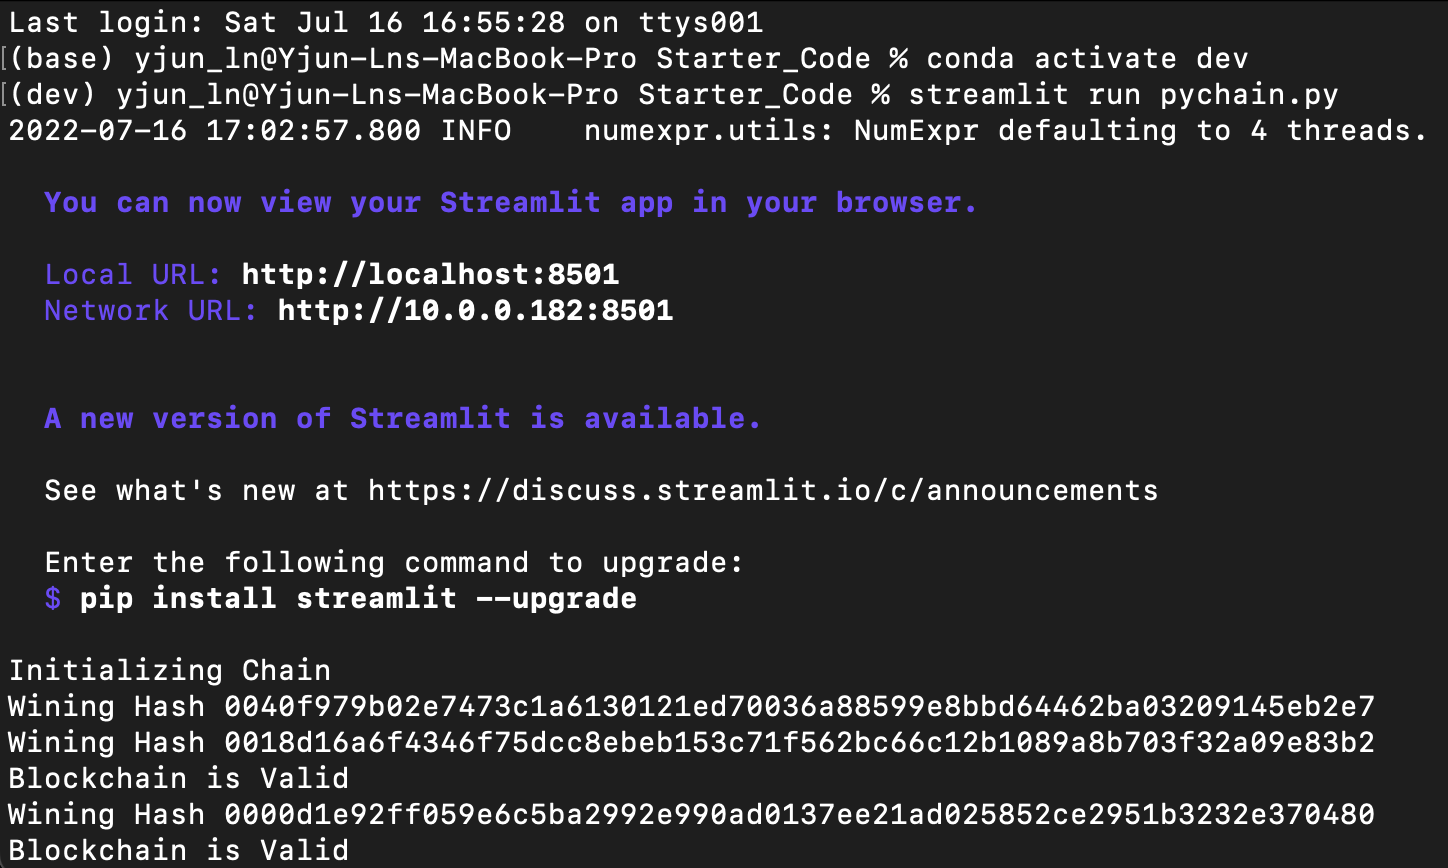 Last login: Sat Jul 16 16:55:28 on ttys001
[(base) yjun_ln@Yjun-Lns-MacBook-Pro Starter_Code % conda activate dev
[(dev) yjun_ln@Yjun-Lns-MacBook-Pro Starter_Code % streamlit run pychain.py
2022-07-16 17:02:57.800 INFO    numexpr.utils: NumExpr defaulting to 4 threads.
You can now view your Streamlit app in your browser.
Local URL: http://localhost:8501
Network URL: http://10.0.0.182:8501
A new version of Streamlit is available.
See what's new at https://discuss.streamlit.io/c/announcements
Enter the following command to upgrade:
$ pip install streamlit --upgrade
Initializing Chain
Wining Hash 0040f979b02e7473c1a6130121ed70036a88599e8bbd64462ba03209145eb2e7
Wining Hash 0018d16a6f4346f75dcc8ebeb153c71f562bc66c12b1089a8b703f32a09e83b2
Blockchain is Valid
Wining Hash 0000d1e92ff059e6c5ba2992e990ad0137ee21ad025852ce2951b3232e370480
Blockchain is Valid